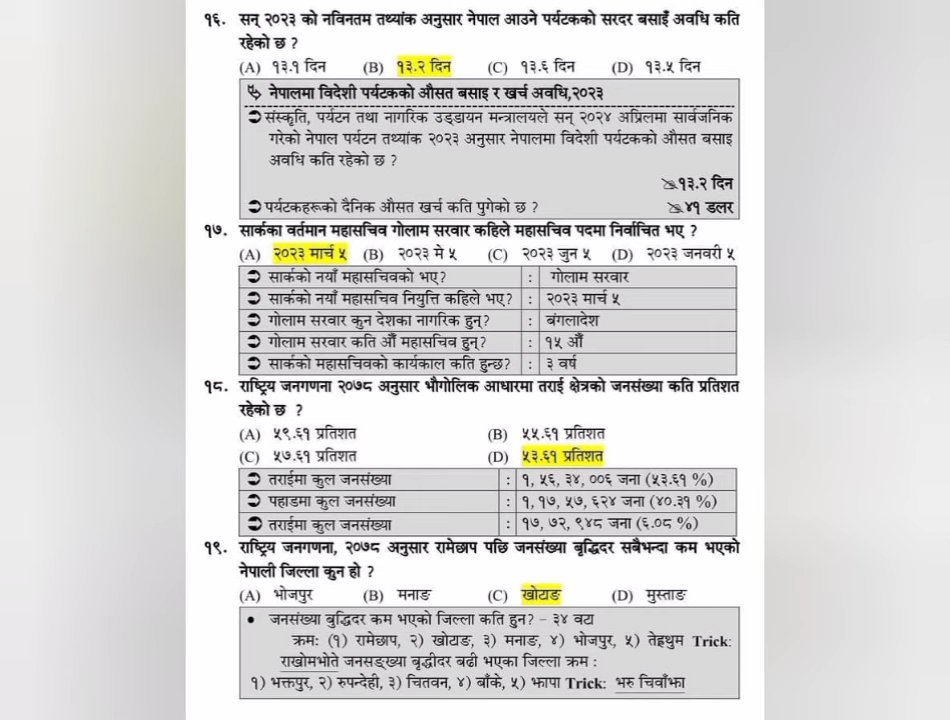 १६. सन् २०२३ को नविनतम तथ्यांक अनुसार नेपाल आउने पर्यटकको सरदर बसाइँ अवधि कति
रहेको छ ?
(A) १३.१ दिन (B) १३.२ दिन (C) १३.६ दिन (D) १३.५ दिन
नेपालमा विदेशी पर्यटकको औसत बसाइ र खर्च अवधि,२०२३
➲ संस्कृति, पर्यटन तथा नागरिक उड्डायन मन्त्रालयले सन् २०२४ अप्रिलमा सार्वजनिक
गरेको नेपाल पर्यटन तथ्यांक २०२३ अनुसार नेपालमा विदेशी पर्यटकको औसत बसाइ
अवधि कति रहेको छ ?
१३.२ दिन
➲ पर्यटकहरूको दैनिक औसत खर्च कति पुगेको छ ? ४१ डलर
१७. सार्कका वर्तमान महासचिव गोलाम सरवार कहिले महासचिव पदमा निर्वाचित भए ?
(A) २०२३ मार्च ५ (B) २०२३ मे ५ (C) २०२३ जुन ५ (D) २०२३ जनवरी ५
➲ सार्कको नयाँ महासचिवको भए? : गोलाम सरवार
➲ सार्कको नयाँ महासचिव नियुत्ति कहिले भए? : २०२३ मार्च ५
➲ गोलाम सरवार कुन देशका नागरिक हुन्? : बंगलादेश
➲ गोलाम सरवार कति औँ महासचिव हुन्? : १५ औँ
➲ सार्कको महासचिवको कार्यकाल कति हुन्छ? : ३ वर्ष
१८. राष्ट्रिय जनगणना २०७८ अनुसार भौगोलिक आधारमा तराई क्षेत्रको जनसंख्या कति प्रतिशत
रहेको छ ?
(A) ५९.६१ प्रतिशत (B) ५५.६१ प्रतिशत
(C) ५७.६१ प्रतिशत (D) ५३.६१ प्रतिशत
➲ तराईमा कुल जनसंख्या : १, ५६, ३४, ००६ जना (५३.६१ %)
➲ पहाडमा कुल जनसंख्या : १, १७, ५७, ६२४ जना (४०.३१ %)
➲ तराईमा कुल जनसंख्या : १७, ७२, ९४८ जना (६.०८ %)
१९. राष्ट्रिय जनगणना, २०७८ अनुसार रामेछाप पछि जनसंख्या बृद्धिदर सबैभन्दा कम भएको
नेपाली जिल्ला कुन हो ?
(A) भोजपुर (B) मनाङ (C) खोटाङ (D) मुस्ताङ
• जनसंख्या बुद्धिदर कम भएको जिल्ला कति हुन? – ३४ वटा
क्रम: (१) रामेछाप, २) खोटाङ, ३) मनाङ, ४) भोजपुर, ५) तेह्रथुम Trick:
राखोमभोते जनसङ्ख्या बृद्धीदर बढी भएका जिल्ला क्रम :
१) भक्तपुर, २) रुपन्देही, ३) चितवन, ४) बाँके, ५) झापा Trick: भरु चिवाँझा